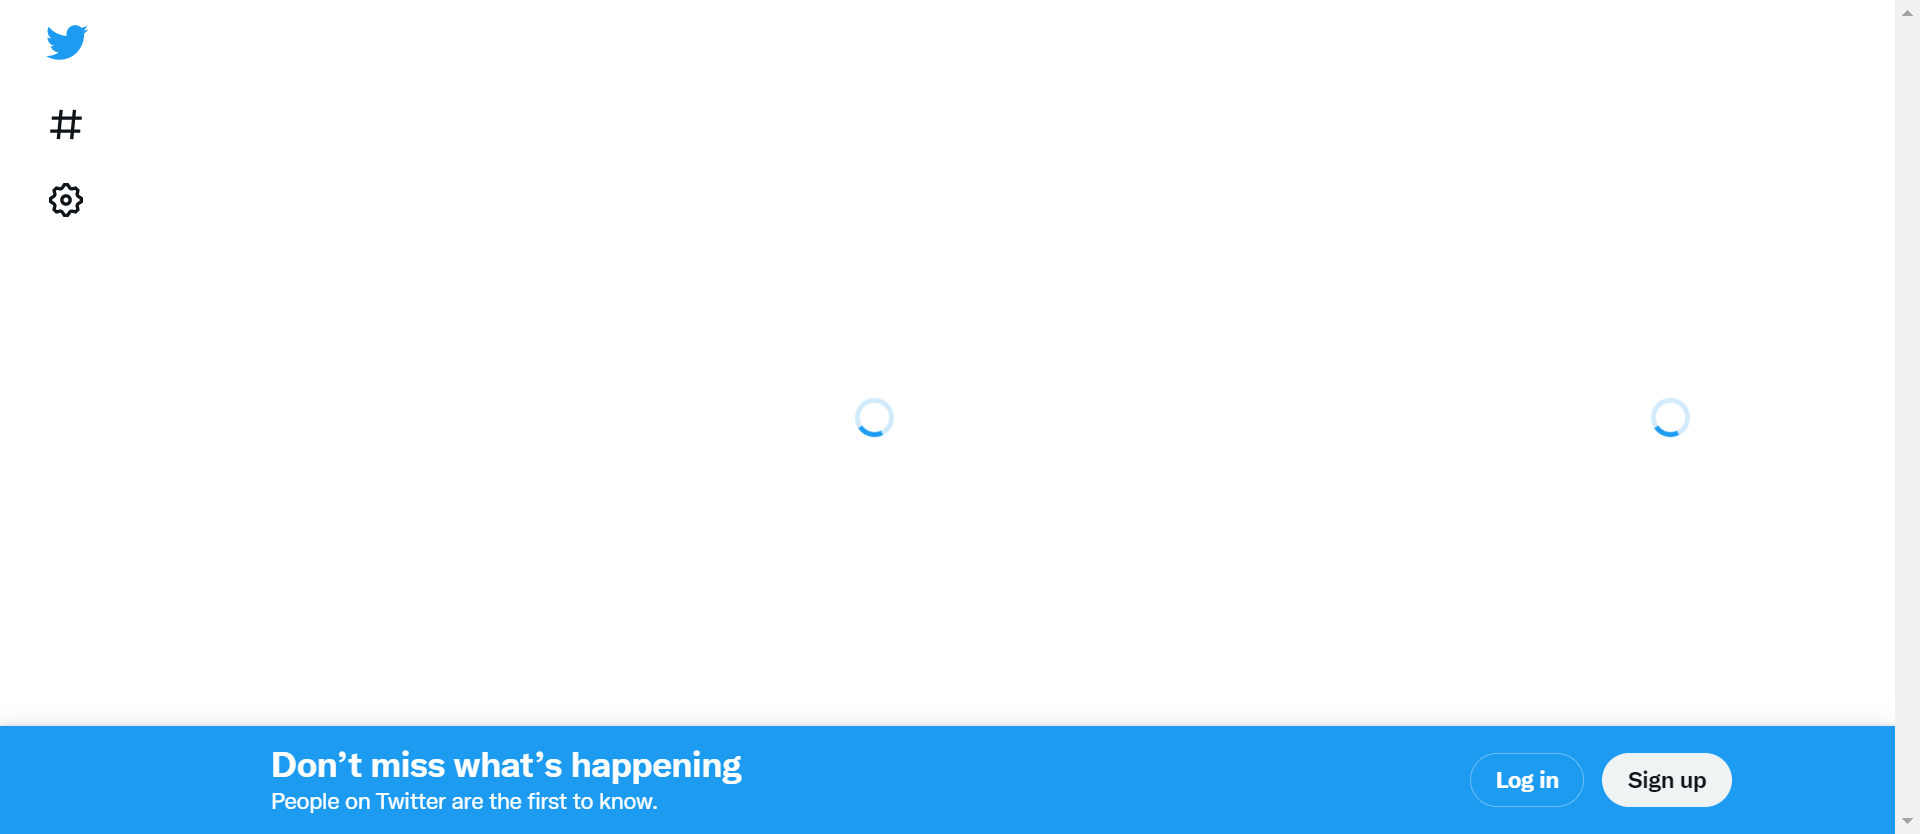 Don’t miss what’s happening
People on Twitter are the first to know.
Log in
Sign up